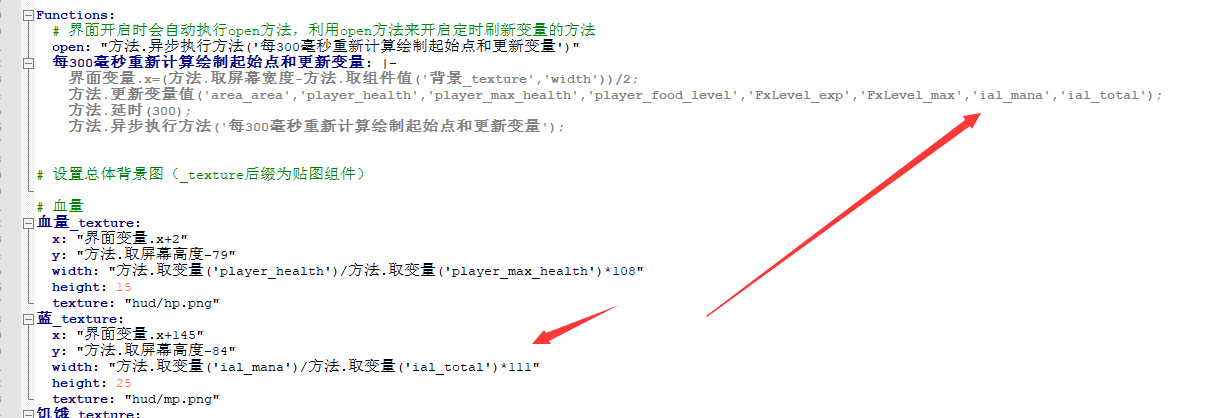 Functions:
# 界面开启时会自动执行open方法，利用open方法来开启定时刷新变量的方法
open: "方法.异步执行方法('每300毫秒重新计算绘制起始点和更新变量')"
每300毫秒重新计算绘制起始点和更新变量: |-
界面变量.x=(方法.取屏幕宽度-方法.取组件值('背景_texture','width'))/2;
方法.更新变量值('area_area','player_health','player_max_health','player_food_level','FxLevel_exp','FxLevel_max','ial_mana','ial_total');
方法.延时(300);
方法.异步执行方法('每300毫秒重新计算绘制起始点和更新变量');
# 设置总体背景图（_texture后缀为贴图组件）
# 血量
血量_texture:
x: "界面变量.x+2"
y: "方法.取屏幕高度-79"
width: "方法.取变量('player_health')/方法.取变量('player_max_health')*108"
height: 15
texture: "hud/hp.png"
蓝_texture:
x: "界面变量.x+145"
y: "方法.取屏幕高度-84"
width: "方法.取变量('ial_mana')/方法.取变量('ial_total')*111"
height: 25
texture: "hud/mp.png"
饥饿_texture: